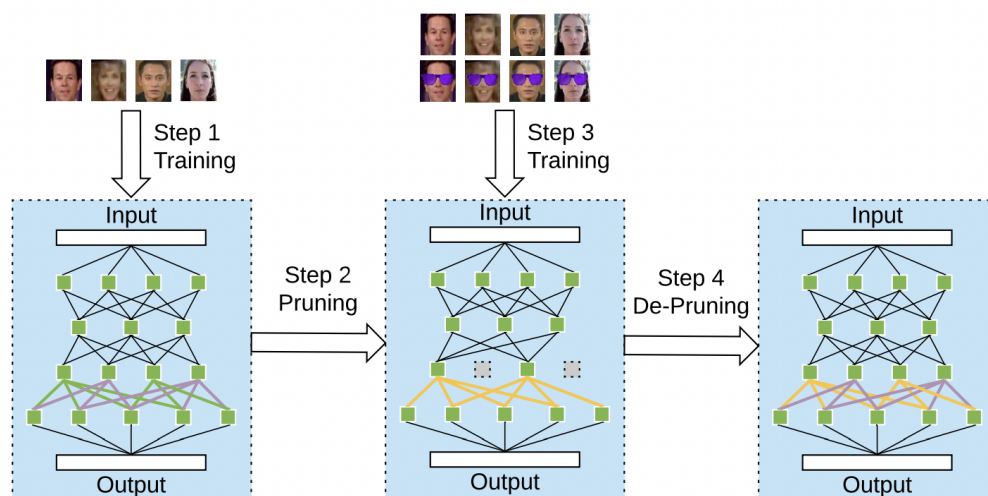 Step 1
Training
Input
Output
Step 2
Pruning
Step 3
Training
Input
Output
Step 4
De-Pruning
Input
Output